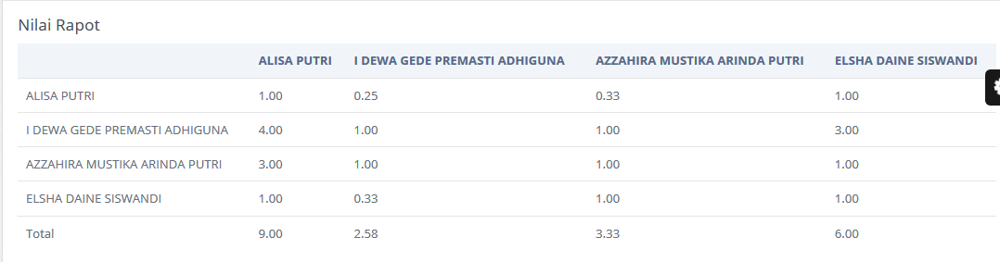 Nilai Rapot
ALISA PUTRI I DEWA GEDE PREMASTI ADHIGUNA AZZAHIRA MUSTIKA ARINDA PUTRI ELSHA DAINE SISWANDI
ALISA PUTRI 1.00 0.25 0.33 1.00
I DEWA GEDE PREMASTI ADHIGUNA 4.00 1.00 1.00 3.00
AZZAHIRA MUSTIKA ARINDA PUTRI 3.00 1.00 1.00 1.00
ELSHA DAINE SISWANDI 1.00 0.33 1.00 1.00
Total 9.00 2.58 3.33 6.00